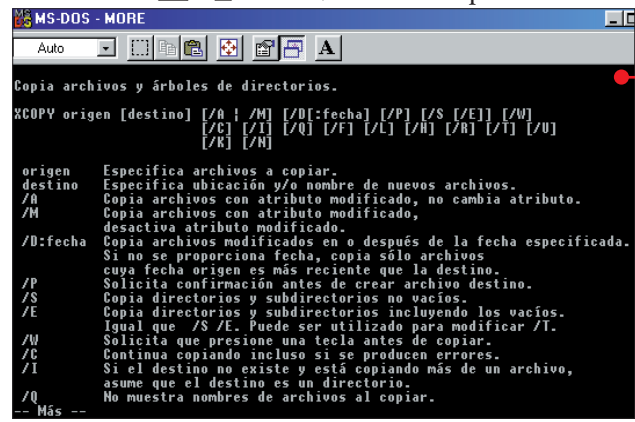 MS-DOS - MORE
Auto
A
Copia archivos y árboles de directorios.
XCOPY origen [destino] [/A ¦ /M] [/D[:fecha] [/P] [/S [/E]] [/W]
[/C] [/I] [/Q] [/F] [/L] [/H] [/R] [/T] [/U]
[/K] [/N]
origen Especifica archivos a copiar.
destino Especifica ubicación y/o nombre de nuevos archivos.
/A Copia archivos con atributo modificado, no cambia atributo.
/M Copia archivos con atributo modificado,
desactiva atributo modificado.
/D:fecha Copia archivos modificados en o después de la fecha especificada.
Si no se proporciona fecha, copia sólo archivos
cuya fecha origen es más reciente que la destino.
/P Solicita confirmación antes de crear archivo destino.
/S Copia directorios y subdirectorios no vacíos.
/E Copia directorios y subdirectorios incluyendo los vacíos.
Igual que /S /E. Puede ser utilizado para modificar /T.
/W Solicita que presione una tecla antes de copiar.
/C Continua copiando incluso si se producen errores.
/I Si el destino no existe y está copiando más de un archivo,
asume que el destino es un directorio.
/Q No muestra nombres de archivos al copiar.
-- Más --